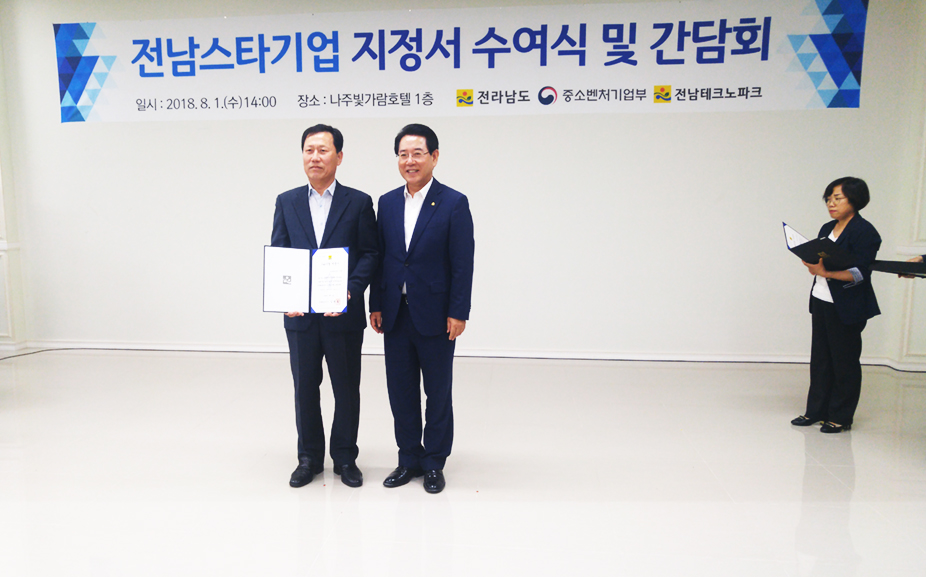 전남스타기업 지정서 수여식 및 간담회
일시 : 2018. 8. 1.(수)14:00 장소 : 나주빛가람호텔 1층 전라남도 중소벤처기업부 전남테크노파크